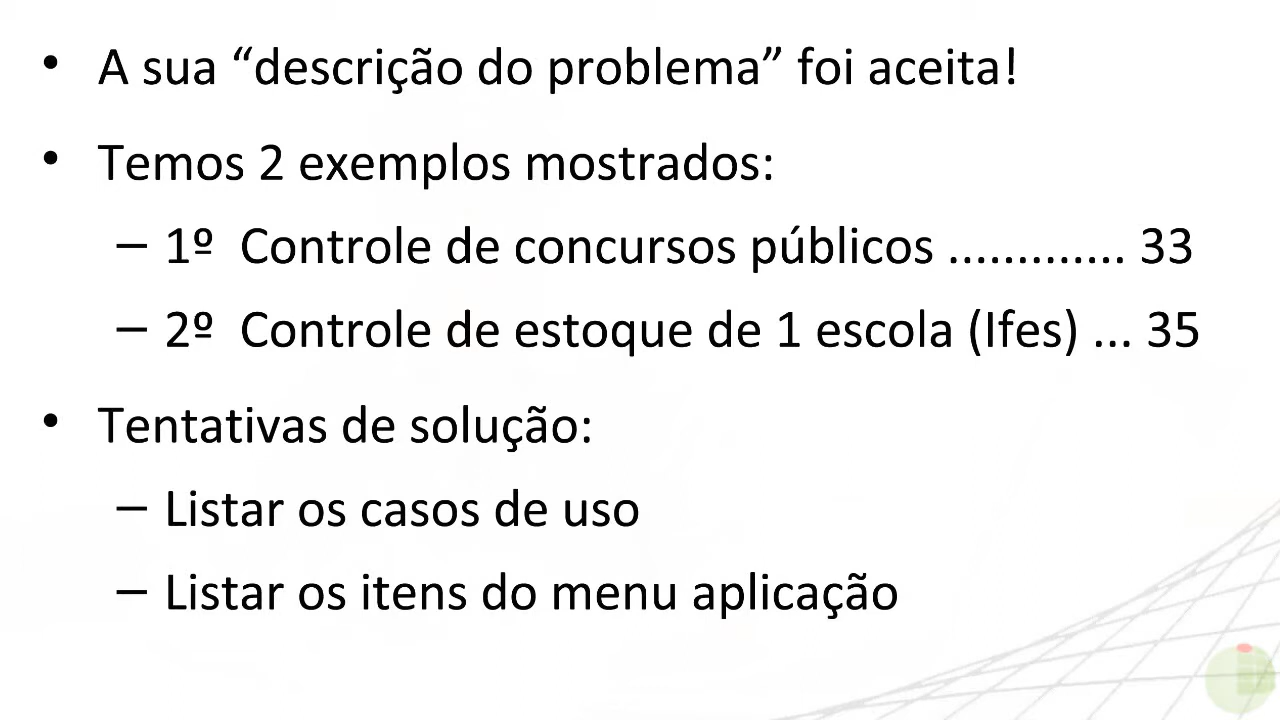 • A sua “descrição do problema” foi aceita!
• Temos 2 exemplos mostrados:
– 1º Controle de concursos públicos ............. 33
– 2º Controle de estoque de 1 escola (Ifes) ... 35
• Tentativas de solução:
– Listar os casos de uso
– Listar os itens do menu aplicação